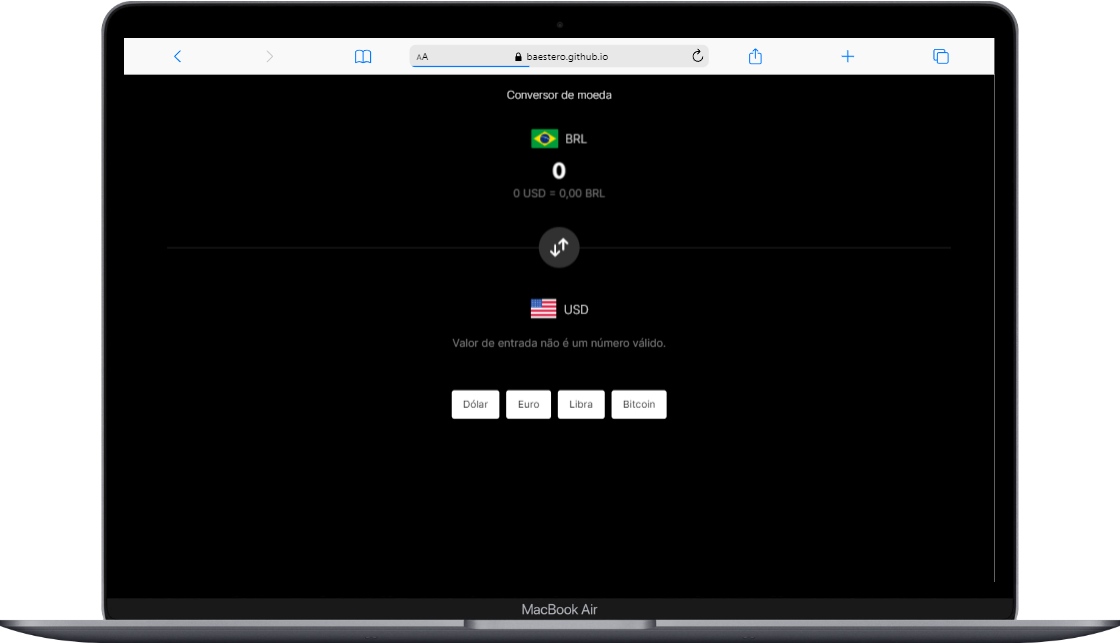 AA baestero.github.io
Conversor de moeda
BRL
0
0 USD = 0,00 BRL
USD
Valor de entrada não é um número válido.
Dólar Euro Libra Bitcoin
MacBook Air